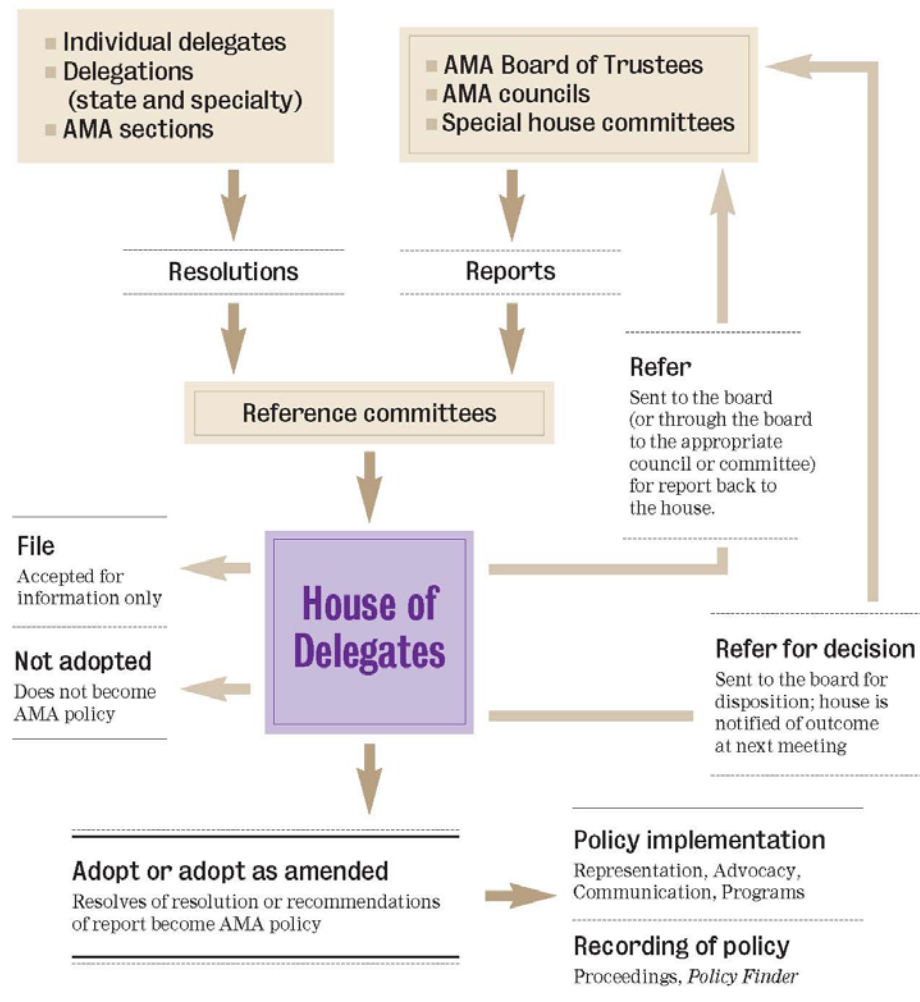 Individual delegates
Delegations
(state and specialty)
AMA sections
AMA Board of Trustees
AMA councils
Special house committees
Resolutions
Reports
Reference committees
Refer
Sent to the board
(or through the board
to the appropriate
council or committee)
for report back to
the house.
File
Accepted for
information only
Not adopted
Does not become
AMA policy
House of
Delegates
Refer for decision
Sent to the board for
disposition; house is
notified of outcome
at next meeting
Adopt or adopt as amended
Resolves of resolution or recommendations
of report become AMA policy
Policy implementation
Representation, Advocacy,
Communication, Programs
Recording of policy
Proceedings, Policy Finder